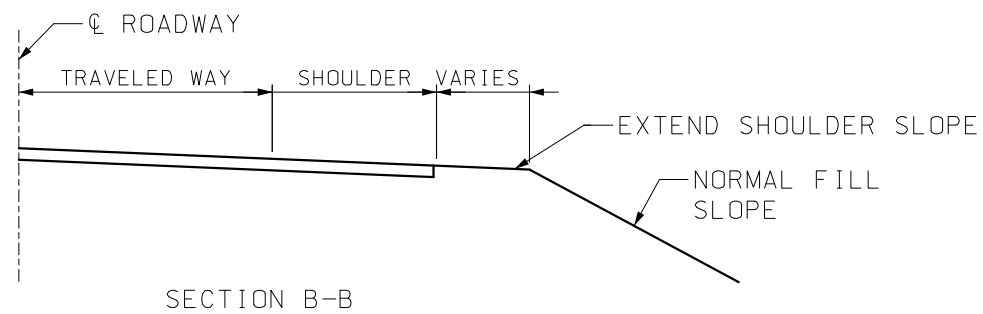 ℄ ROADWAY
TRAVELED WAY
SHOULDER
VARIES
EXTEND SHOULDER SLOPE
NORMAL FILL
SLOPE
SECTION B-B